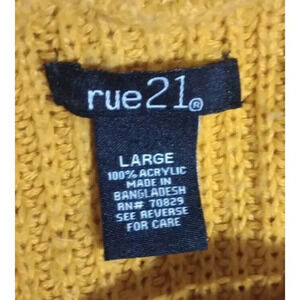 rue21®
LARGE
100% ACRYLIC
MADE IN
BANGLADESH
RN# 70829
SEE REVERSE
FOR CARE